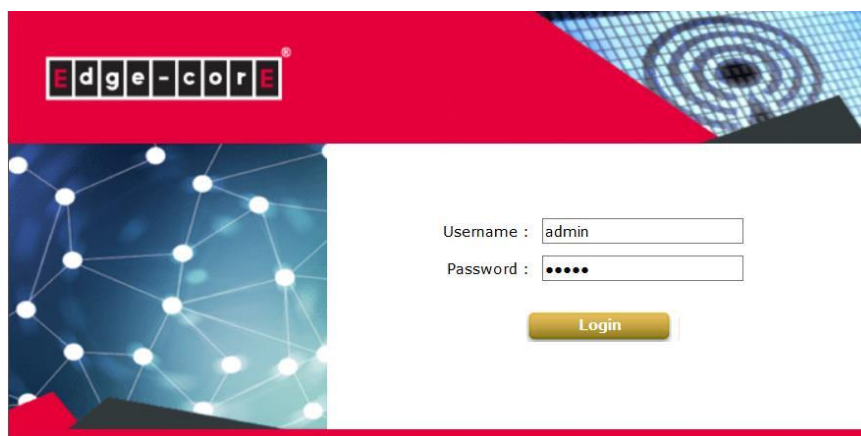 Edge-corE®
Username : admin
Password : •••••
Login